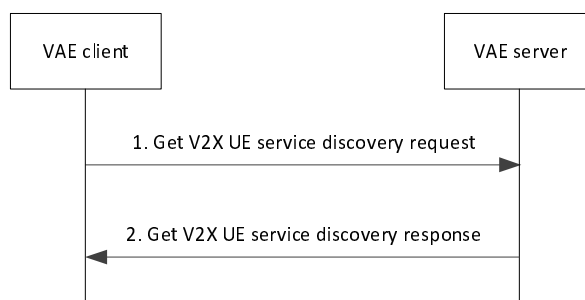 VAE client
VAE server
1. Get V2X UE service discovery request
2. Get V2X UE service discovery response